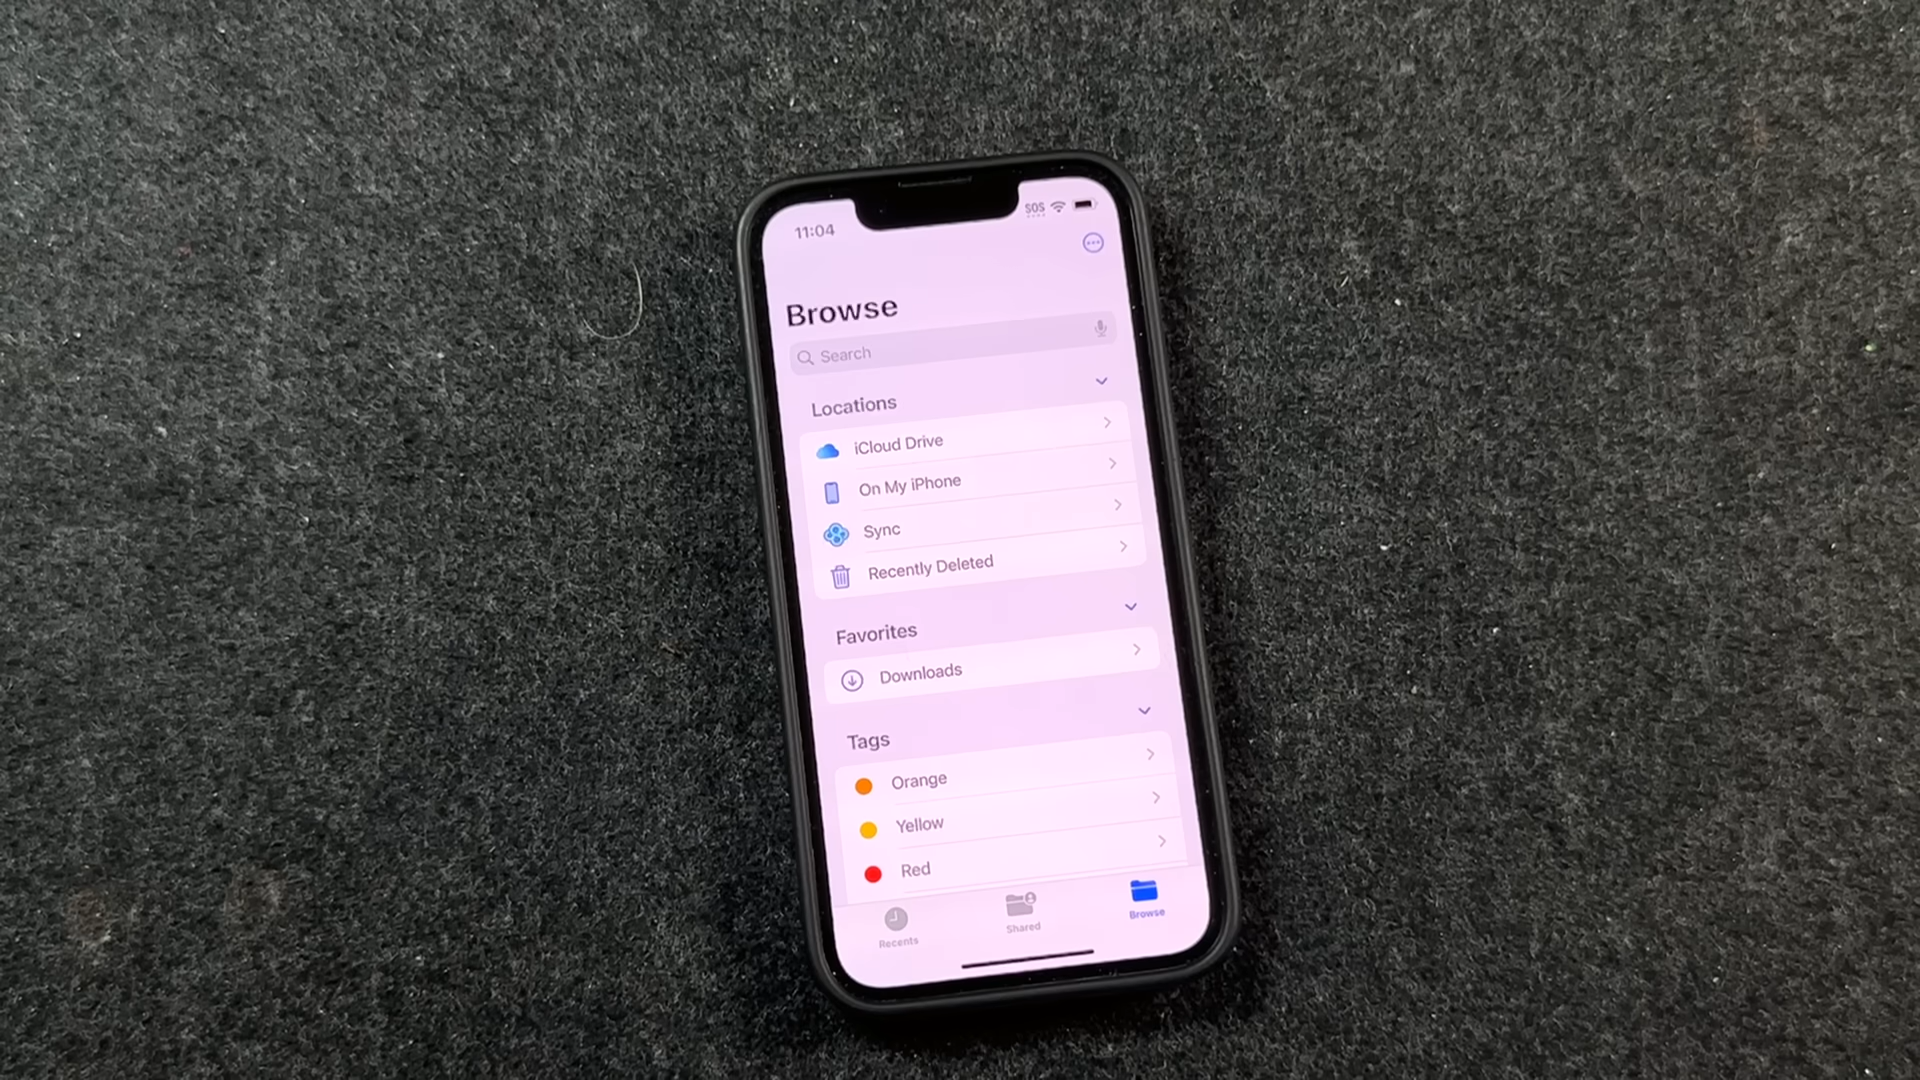 11:04 SOS
Browse
Search
Locations
iCloud Drive
On My iPhone
Sync
Recently Deleted
Favorites
Downloads
Tags
Orange
Yellow
Red
Recents Shared Browse